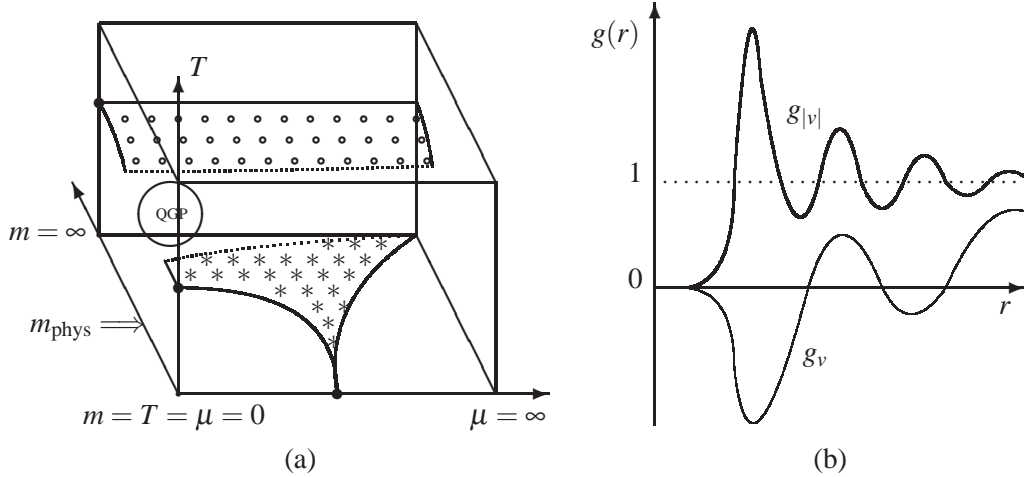 T
QGP
m = ∞
m_phys ⟹
m = T = μ = 0
μ = ∞
(a)
g(r)
g_|v|
1
0
r
g_v
(b)